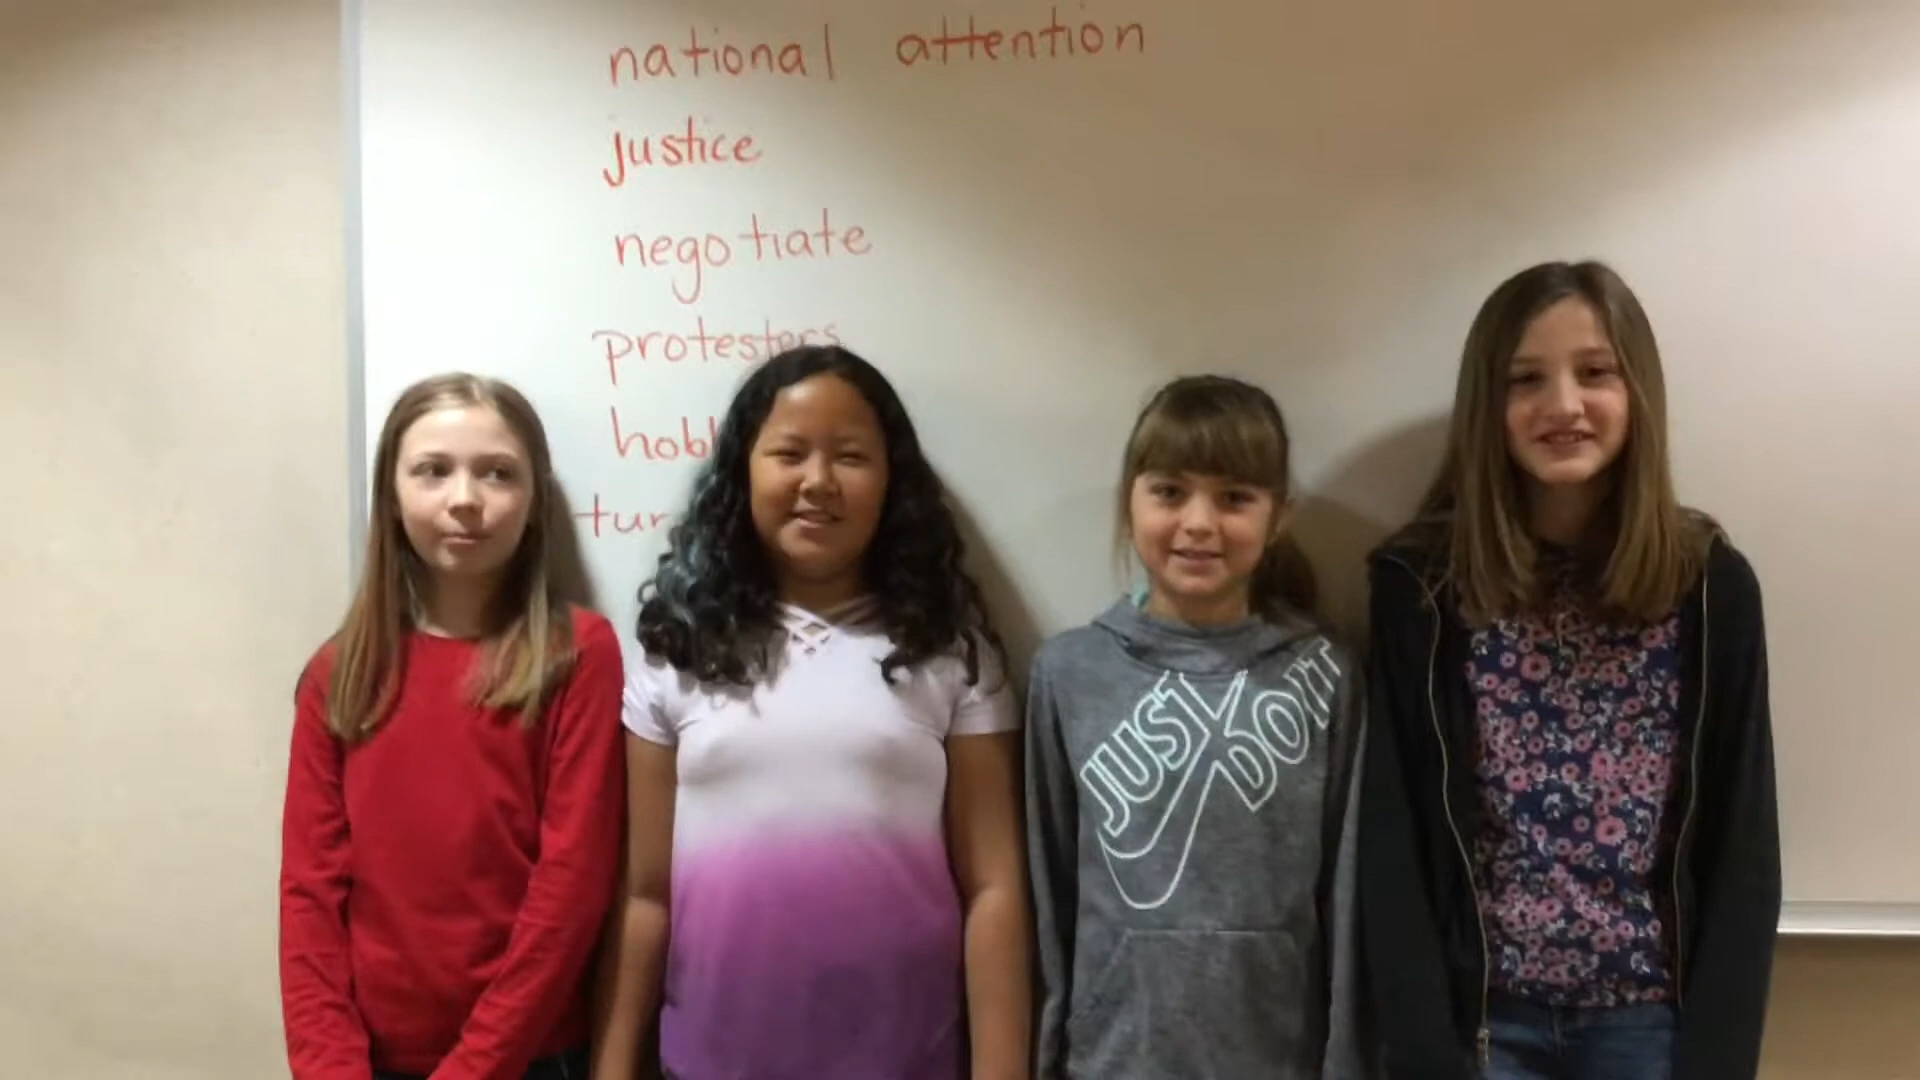 national attention
justice
negotiate
protesters
JUST DO IT